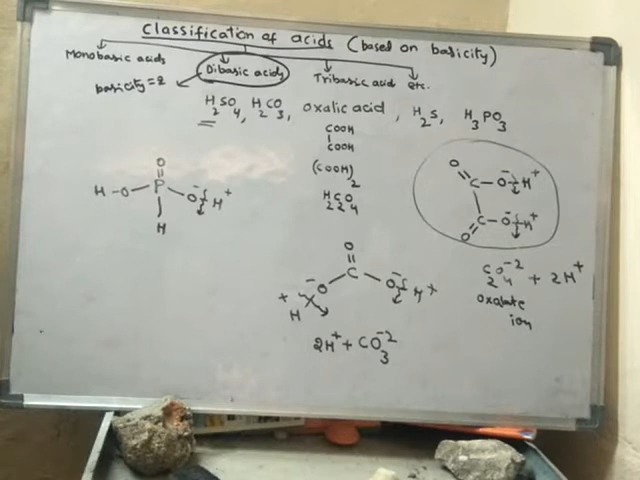 Classification of acids (based on basicity)
Monobasic acids Dibasic acids Tribasic acid etc.
basicity = 2
H2SO4, H2CO3, oxalic acid, H2S, H3PO3
COOH
COOH
(COOH)2
H2C2O4
O
H-O-P-O⁻ H⁺
H
O
C-O⁻ H⁺
C-O⁻ H⁺
O
C2O4⁻² + 2H⁺
oxalate
ion
O
C
⁻O O⁻ H⁺
⁺H
2H⁺ + CO3⁻²